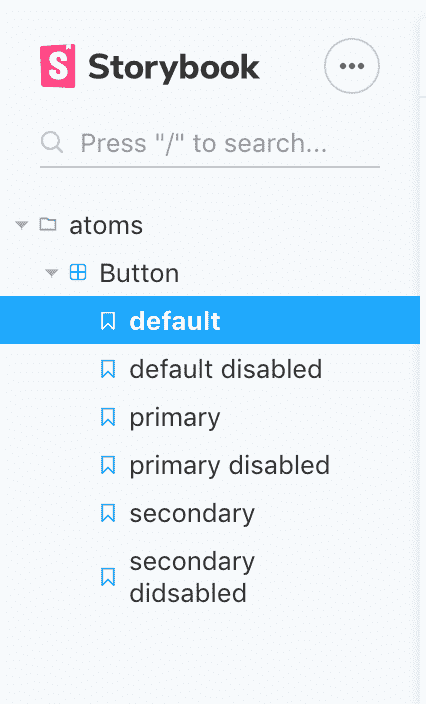 Storybook
Press "/" to search...
atoms
Button
default
default disabled
primary
primary disabled
secondary
secondary
didsabled